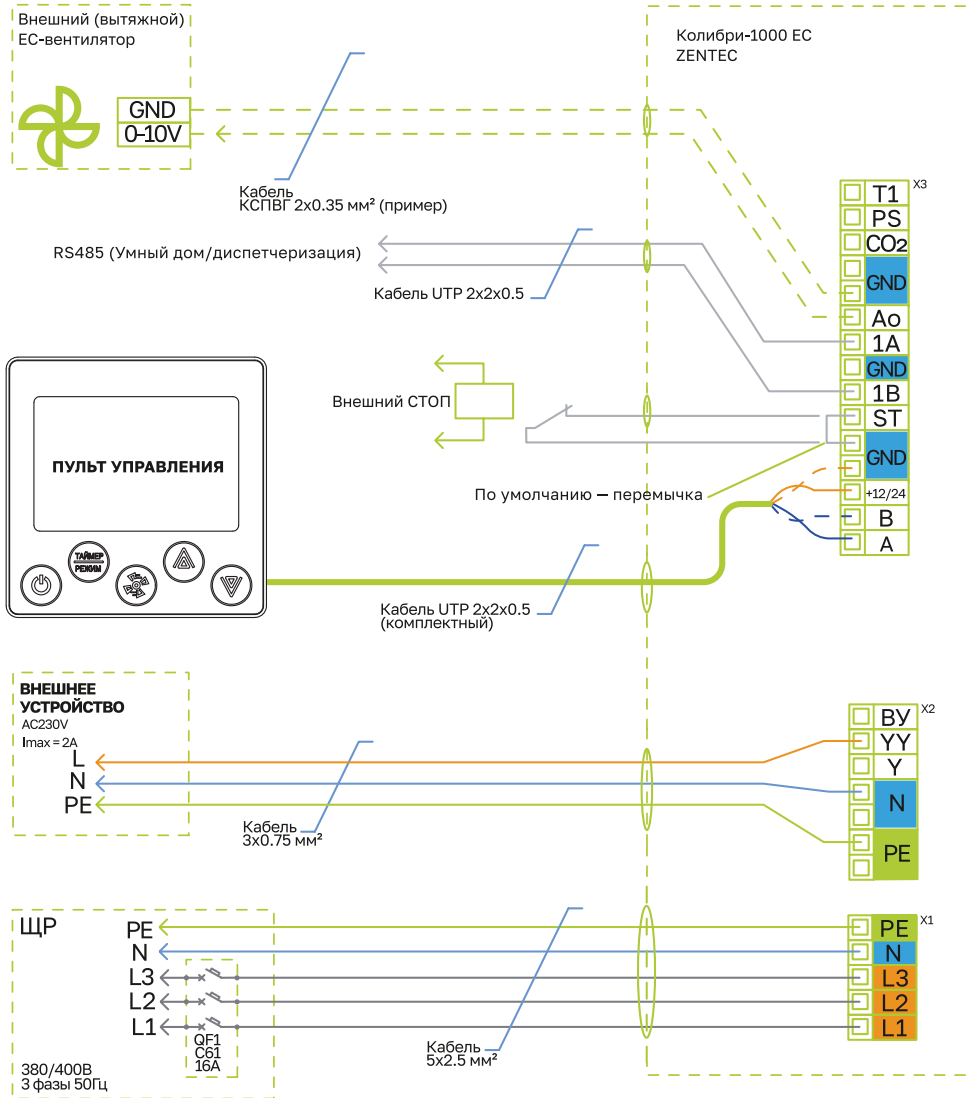 Внешний (вытяжной)
ЕС-вентилятор
GND
0-10V
Кабель
КСПВГ 2х0.35 мм² (пример)
RS485 (Умный дом/диспетчеризация)
Кабель UTP 2x2x0.5
Внешний СТОП
По умолчанию — перемычка
ПУЛЬТ УПРАВЛЕНИЯ
ТАЙМЕР
РЕЖИМ
Кабель UTP 2x2x0.5
(комплектный)
Колибри-1000 ЕС
ZENTEC
X3
T1
PS
CO2
GND
Ao
1A
GND
1B
ST
GND
+12/24
B
A
ВНЕШНЕЕ
УСТРОЙСТВО
AC230V
Imax = 2A
L
N
PE
Кабель
3х0.75 мм²
X2
ВУ
YY
Y
N
PE
ЩР
PE
N
L3
L2
L1
QF1
C61
16A
380/400В
3 фазы 50Гц
Кабель
5х2.5 мм²
X1
PE
N
L3
L2
L1